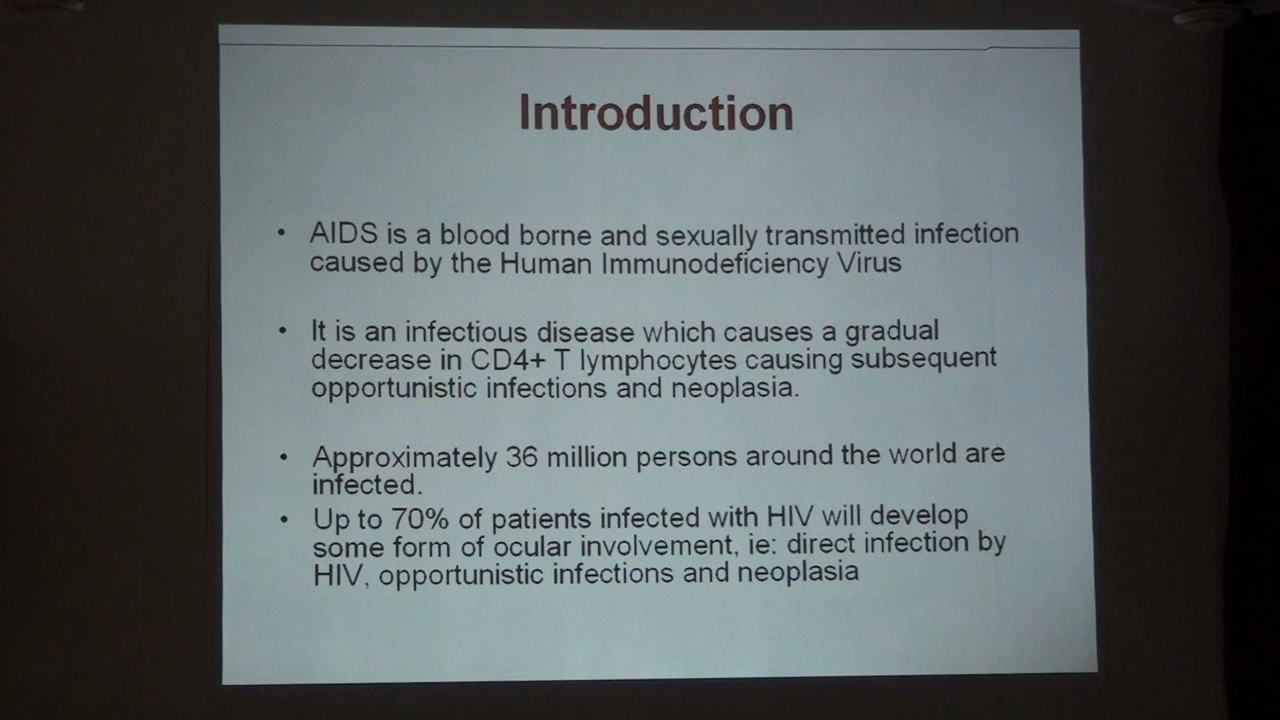 Introduction
• AIDS is a blood borne and sexually transmitted infection
caused by the Human Immunodeficiency Virus
• It is an infectious disease which causes a gradual
decrease in CD4+ T lymphocytes causing subsequent
opportunistic infections and neoplasia.
• Approximately 36 million persons around the world are
infected.
• Up to 70% of patients infected with HIV will develop
some form of ocular involvement, ie: direct infection by
HIV, opportunistic infections and neoplasia